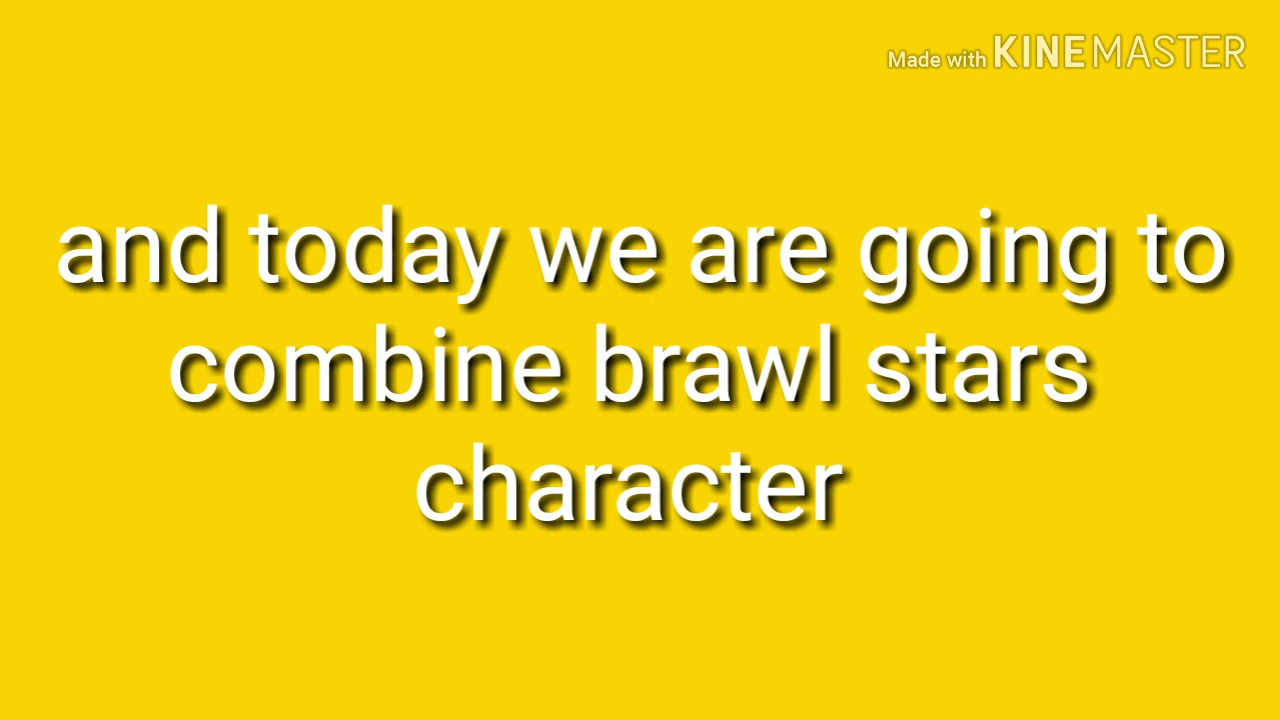 Made with KINEMASTER
and today we are going to
combine brawl stars
character